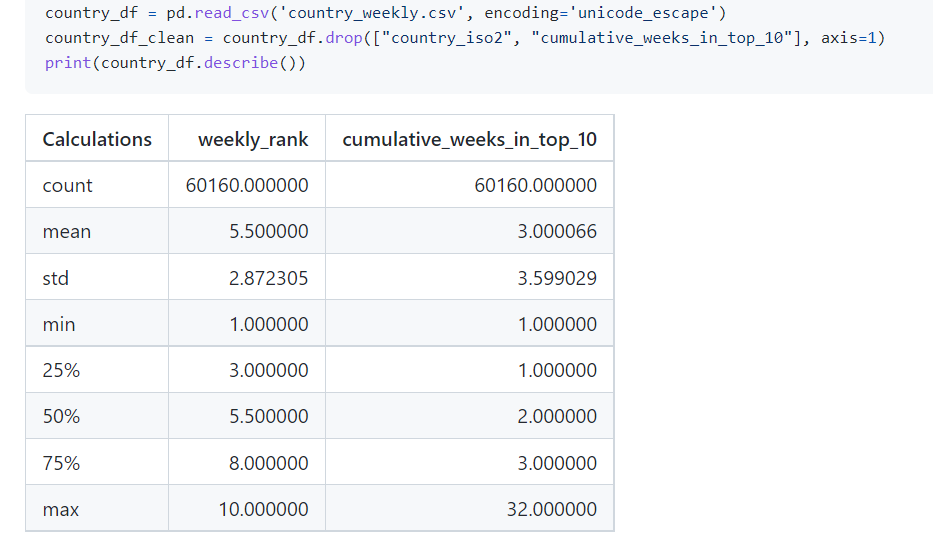 country_df = pd.read_csv('country_weekly.csv', encoding='unicode_escape')
country_df_clean = country_df.drop(["country_iso2", "cumulative_weeks_in_top_10"], axis=1)
print(country_df.describe())
Calculations weekly_rank cumulative_weeks_in_top_10
count 60160.000000 60160.000000
mean 5.500000 3.000066
std 2.872305 3.599029
min 1.000000 1.000000
25% 3.000000 1.000000
50% 5.500000 2.000000
75% 8.000000 3.000000
max 10.000000 32.000000